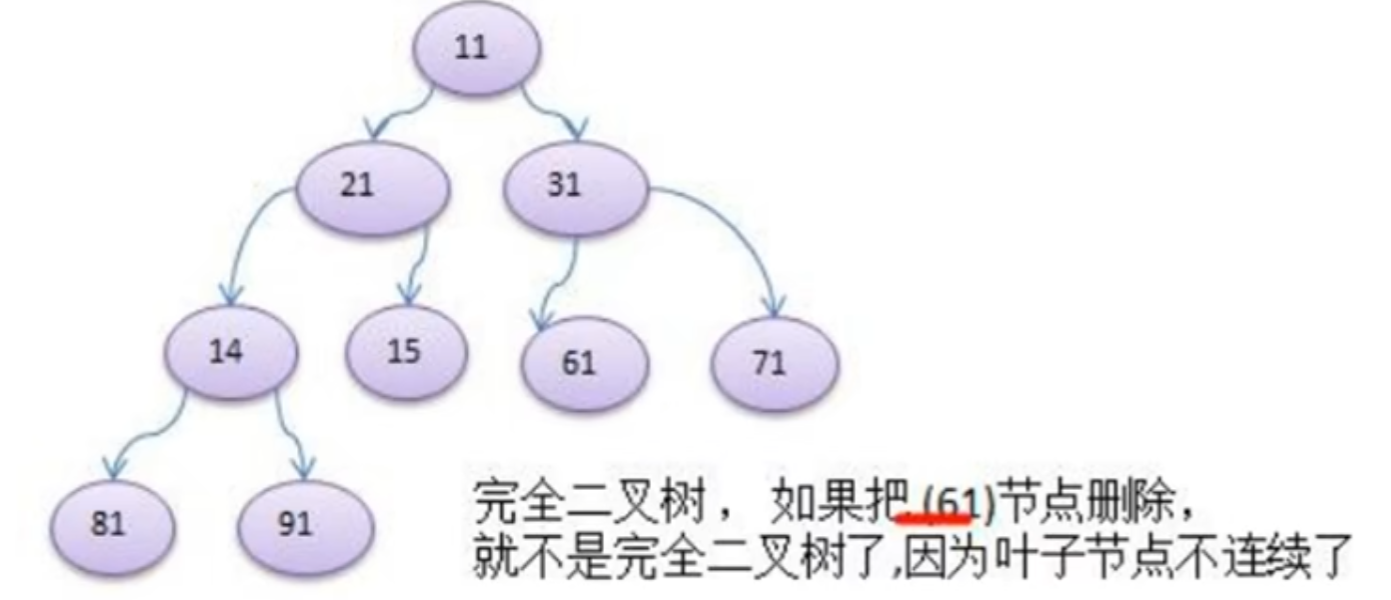 11
21 31
14 15 61 71
81 91
完全二叉树， 如果把 (61)节点删除，
就不是完全二叉树了,因为叶子节点不连续了